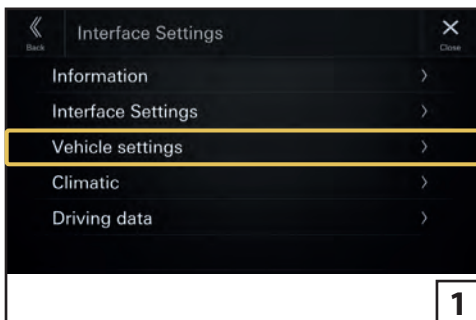 Interface Settings
Back
Close
Information
Interface Settings
Vehicle settings
Climatic
Driving data
1